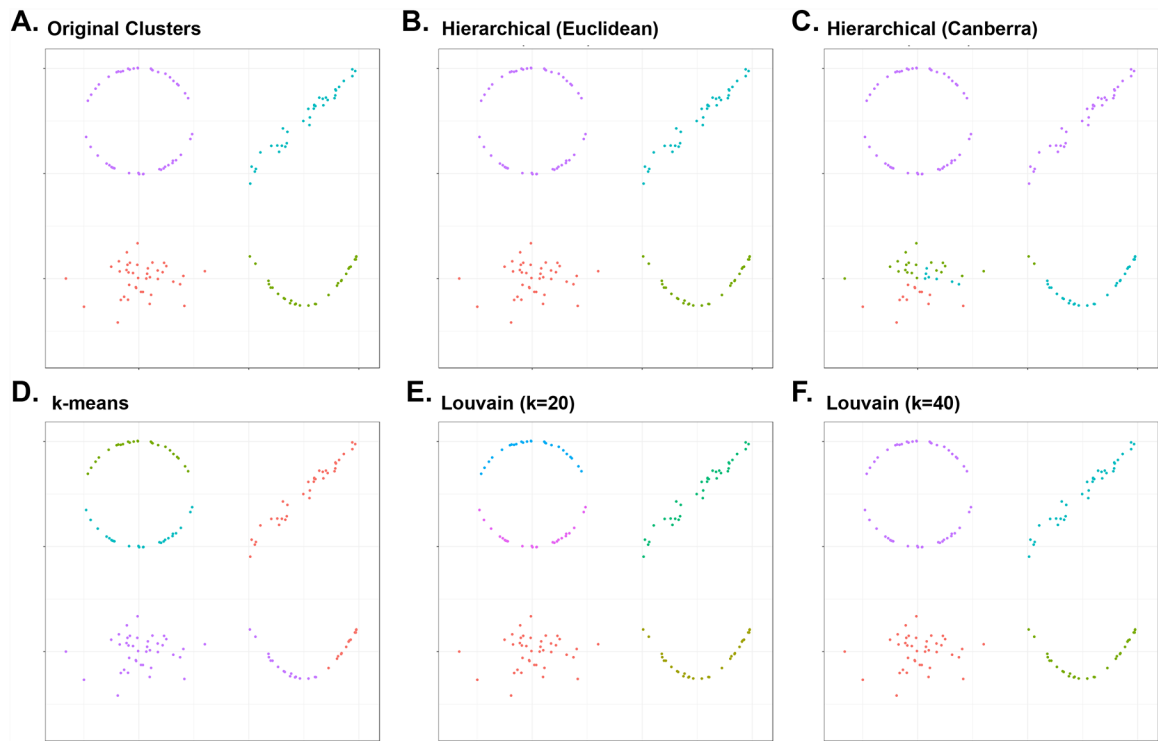 A. Original Clusters
B. Hierarchical (Euclidean)
C. Hierarchical (Canberra)
D. k-means
E. Louvain (k=20)
F. Louvain (k=40)